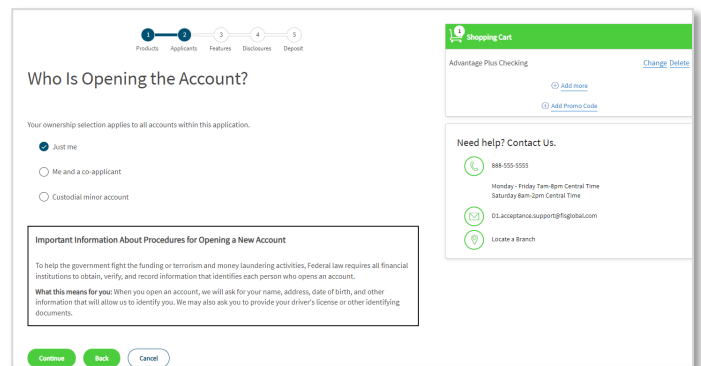 1 2 3 4 5
Products Applicants Features Disclosures Deposit
Who Is Opening the Account?
Your ownership selection applies to all accounts within this application.
Just me
Me and a co-applicant
Custodial minor account
Important Information About Procedures for Opening a New Account
To help the government fight the funding or terrorism and money laundering activities, Federal law requires all financial
institutions to obtain, verify, and record information that identifies each person who opens an account.
What this means for you: When you open an account, we will ask for your name, address, date of birth, and other
information that will allow us to identify you. We may also ask you to provide your driver's license or other identifying
documents.
Continue Back Cancel
1 Shopping Cart
Advantage Plus Checking Change Delete
Add more
Add Promo Code
Need help? Contact Us.
888-555-5555
Monday - Friday 7am-8pm Central Time
Saturday 8am-2pm Central Time
D1.acceptance.support@fisglobal.com
Locate a Branch